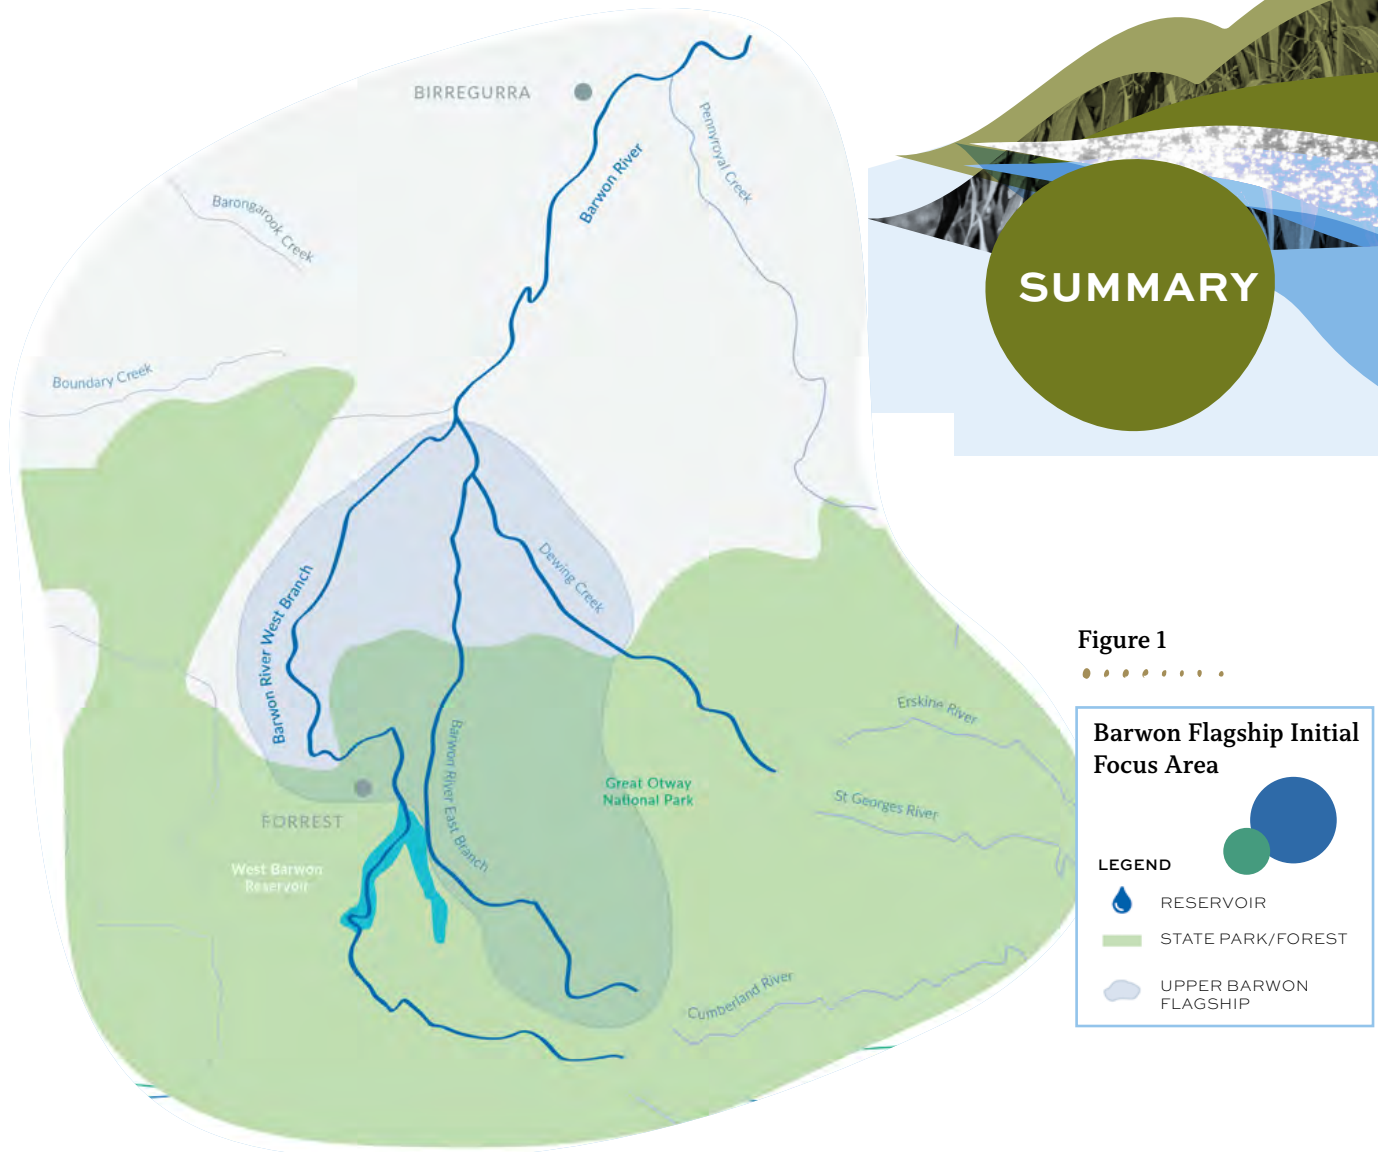 SUMMARY
BIRREGURRA
Pennyroyal Creek
Barwon River
Barongarook Creek
Boundary Creek
Dewing Creek
Barwon River West Branch
Barwon River East Branch
Erskine River
Great Otway
National Park
St Georges River
FORREST
West Barwon
Reservoir
Cumberland River
Figure 1
Barwon Flagship Initial
Focus Area
LEGEND
RESERVOIR
STATE PARK/FOREST
UPPER BARWON
FLAGSHIP